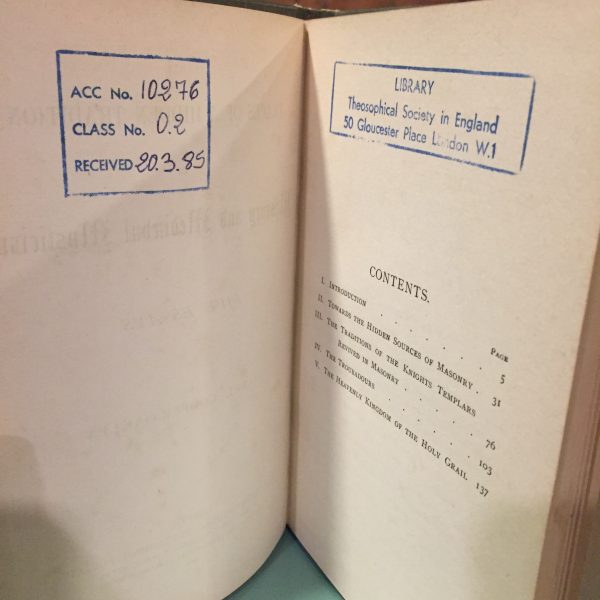 ACC No. 10276
CLASS No. 0.2
RECEIVED 20.3.85
LIBRARY
Theosophical Society in England
50 Gloucester Place London W.1
CONTENTS.
PAGE
I. INTRODUCTION . . . . . . 5
II. TOWARDS THE HIDDEN SOURCES OF MASONRY . 31
III. THE TRADITIONS OF THE KNIGHTS TEMPLARS
REVIVED IN MASONRY . . . . . 76
IV. THE TROUBADOURS . . . . . . 103
V. THE HEAVENLY KINGDOM OF THE HOLY GRAIL . 137